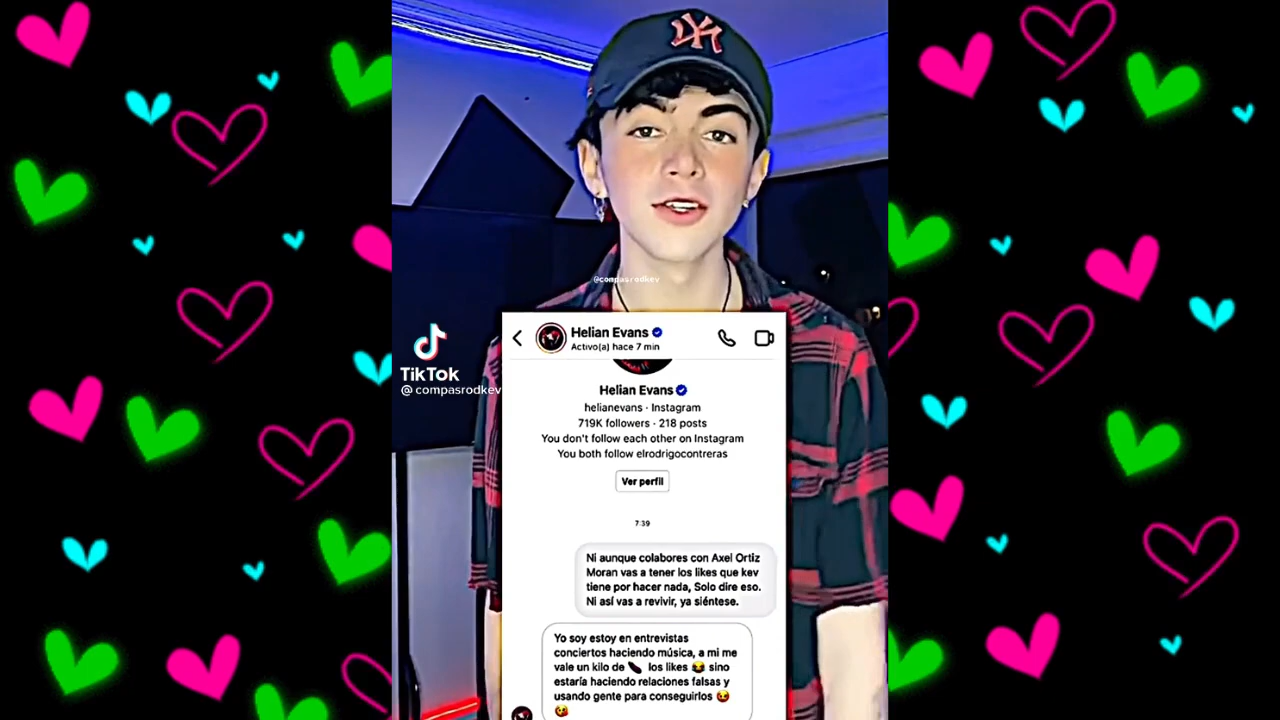 @compasrodkev
TikTok
@compasrodkev
Helian Evans
Activo(a) hace 7 min
Helian Evans
helianevans · Instagram
719K followers · 218 posts
You don't follow each other on Instagram
You both follow elrodrigocontreras
Ver perfil
7:39
Ni aunque colabores con Axel Ortiz
Moran vas a tener los likes que kev
tiene por hacer nada, Solo dire eso.
Ni así vas a revivir, ya siéntese.
Yo soy estoy en entrevistas
conciertos haciendo música, a mi me
vale un kilo de 🍆 los likes 😂 sino
estaría haciendo relaciones falsas y
usando gente para conseguirlos 😘
😘